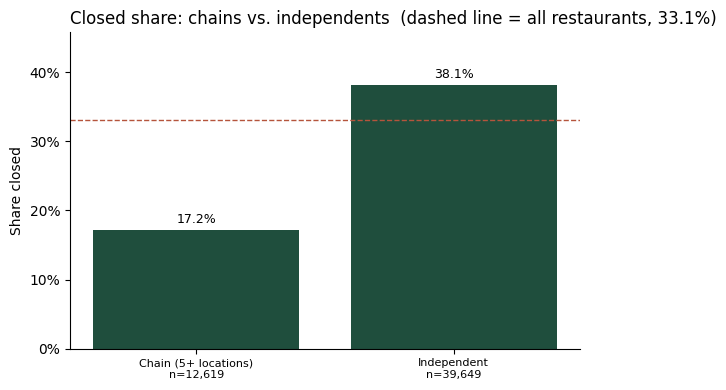 Closed share: chains vs. independents  (dashed line = all restaurants, 33.1%)
Share closed
40%
30%
20%
10%
0%
38.1%
17.2%
Chain (5+ locations)
n=12,619
Independent
n=39,649